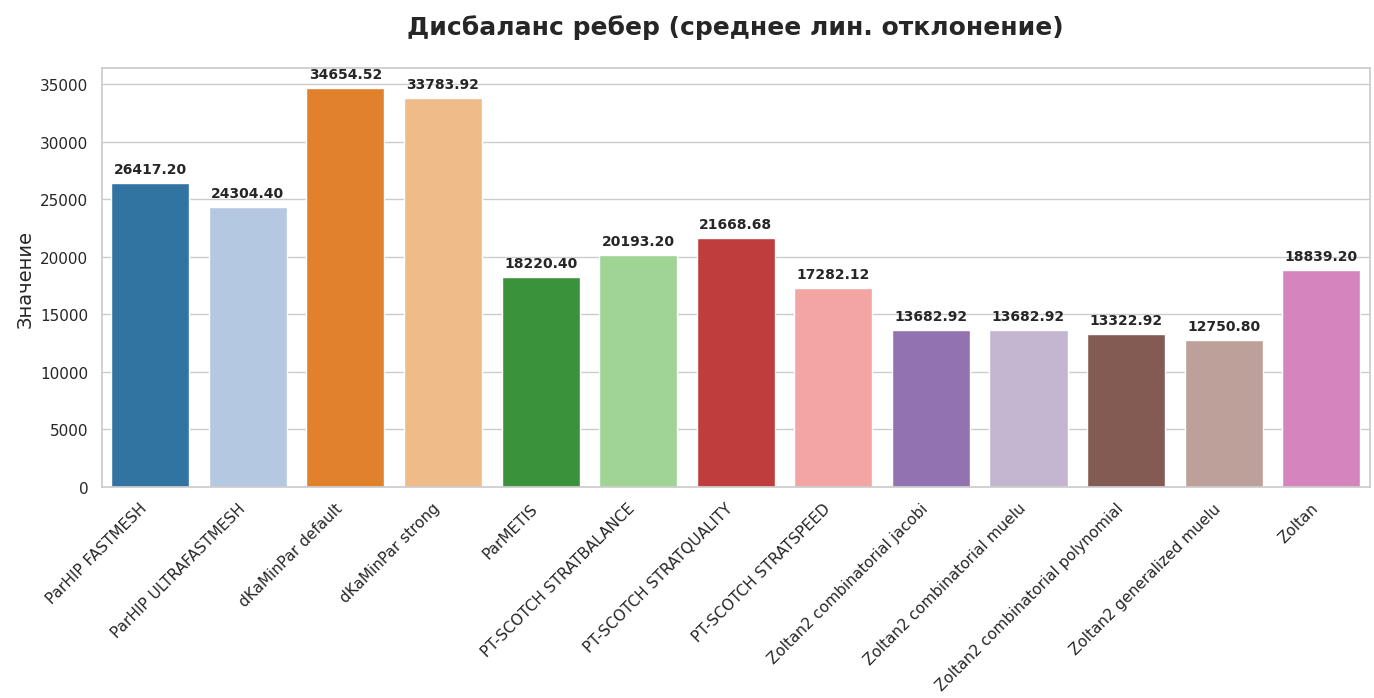 Дисбаланс ребер (среднее лин. отклонение)
Значение
35000
30000
25000
20000
15000
10000
5000
0
26417.20
24304.40
34654.52
33783.92
18220.40
20193.20
21668.68
17282.12
13682.92
13682.92
13322.92
12750.80
18839.20
ParHIP FASTMESH
ParHIP ULTRAFASTMESH
dKaMinPar default
dKaMinPar strong
ParMETIS
PT-SCOTCH STRATBALANCE
PT-SCOTCH STRATQUALITY
PT-SCOTCH STRATSPEED
Zoltan2 combinatorial jacobi
Zoltan2 combinatorial muelu
Zoltan2 combinatorial polynomial
Zoltan2 generalized muelu
Zoltan